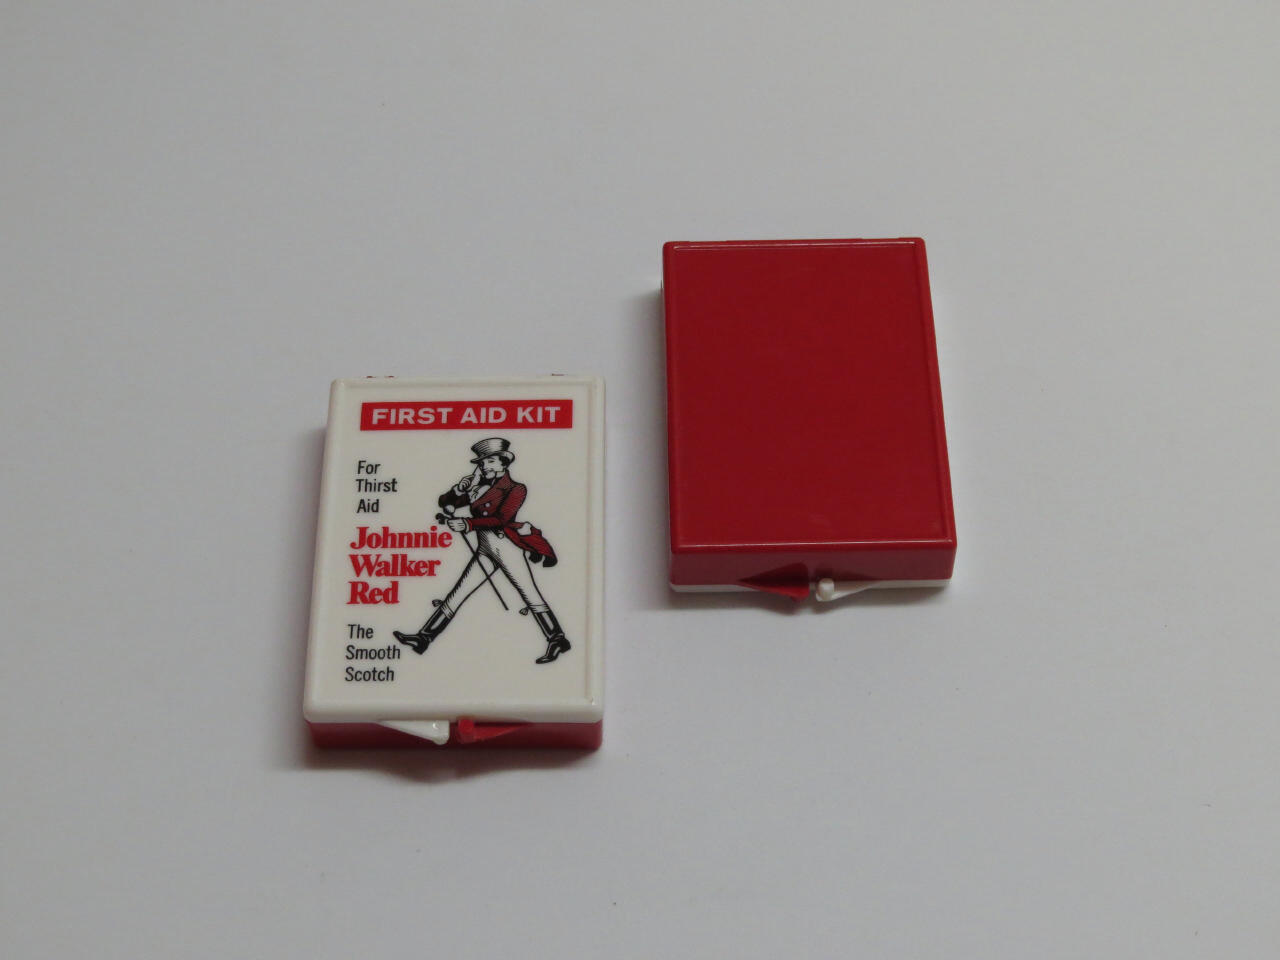 FIRST AID KIT
For
Thirst
Aid
Johnnie
Walker
Red
The
Smooth
Scotch